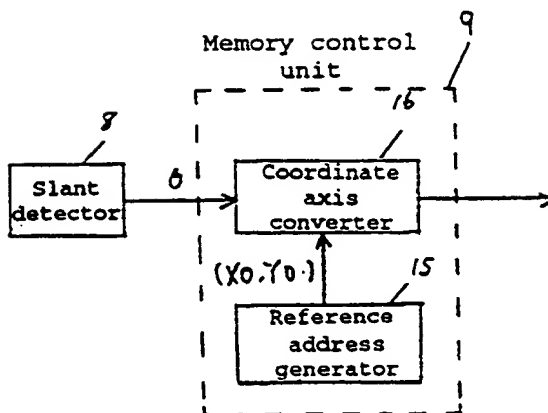 9
Memory control
unit
16
8
Slant
detector
θ
Coordinate
axis
converter
(X0,Y0.)
15
Reference
address
generator